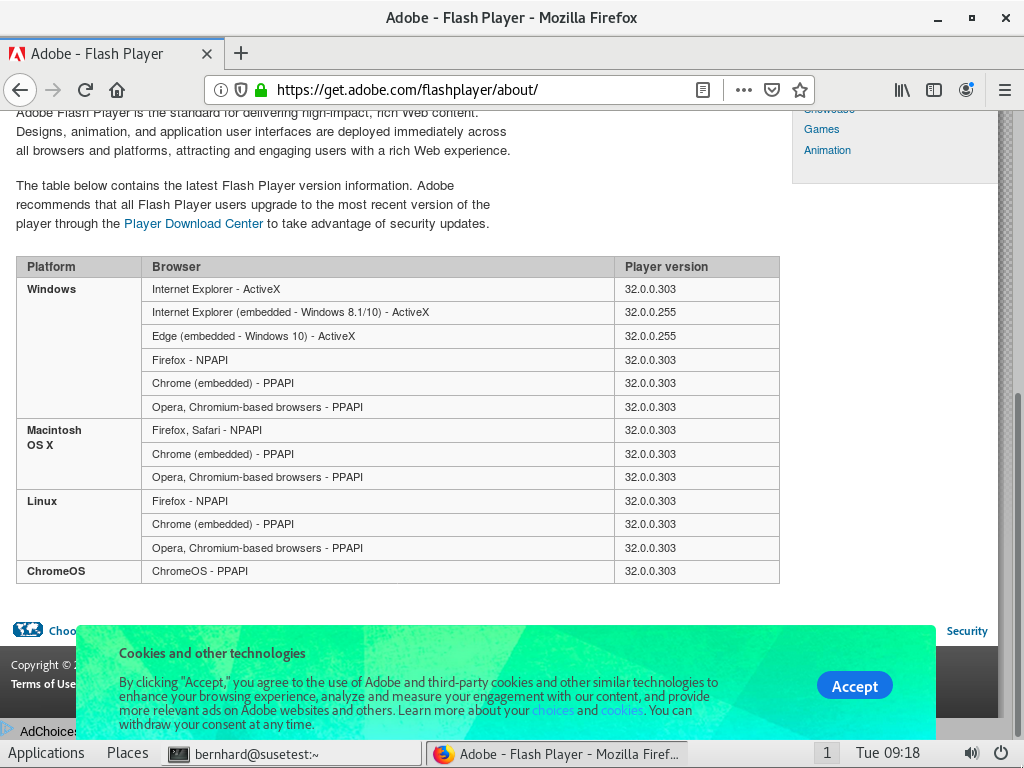 Adobe - Flash Player - Mozilla Firefox
Adobe - Flash Player
https://get.adobe.com/flashplayer/about/
Adobe Flash Player is the standard for delivering high-impact, rich Web content.
Designs, animation, and application user interfaces are deployed immediately across
all browsers and platforms, attracting and engaging users with a rich Web experience.
Showcase
Games
Animation
The table below contains the latest Flash Player version information. Adobe
recommends that all Flash Player users upgrade to the most recent version of the
player through the Player Download Center to take advantage of security updates.
Platform Browser Player version
Windows Internet Explorer - ActiveX 32.0.0.303
Internet Explorer (embedded - Windows 8.1/10) - ActiveX 32.0.0.255
Edge (embedded - Windows 10) - ActiveX 32.0.0.255
Firefox - NPAPI 32.0.0.303
Chrome (embedded) - PPAPI 32.0.0.303
Opera, Chromium-based browsers - PPAPI 32.0.0.303
Macintosh Firefox, Safari - NPAPI 32.0.0.303
OS X
Chrome (embedded) - PPAPI 32.0.0.303
Opera, Chromium-based browsers - PPAPI 32.0.0.303
Linux Firefox - NPAPI 32.0.0.303
Chrome (embedded) - PPAPI 32.0.0.303
Opera, Chromium-based browsers - PPAPI 32.0.0.303
ChromeOS ChromeOS - PPAPI 32.0.0.303
Choo Security
Copyright ©
Terms of Use
Cookies and other technologies
By clicking "Accept," you agree to the use of Adobe and third-party cookies and other similar technologies to
enhance your browsing experience, analyze and measure your engagement with our content, and provide
more relevant ads on Adobe websites and others. Learn more about your choices and cookies. You can
withdraw your consent at any time.
Accept
AdChoices
Applications Places bernhard@susetest:~ Adobe - Flash Player - Mozilla Firef... 1 Tue 09:18